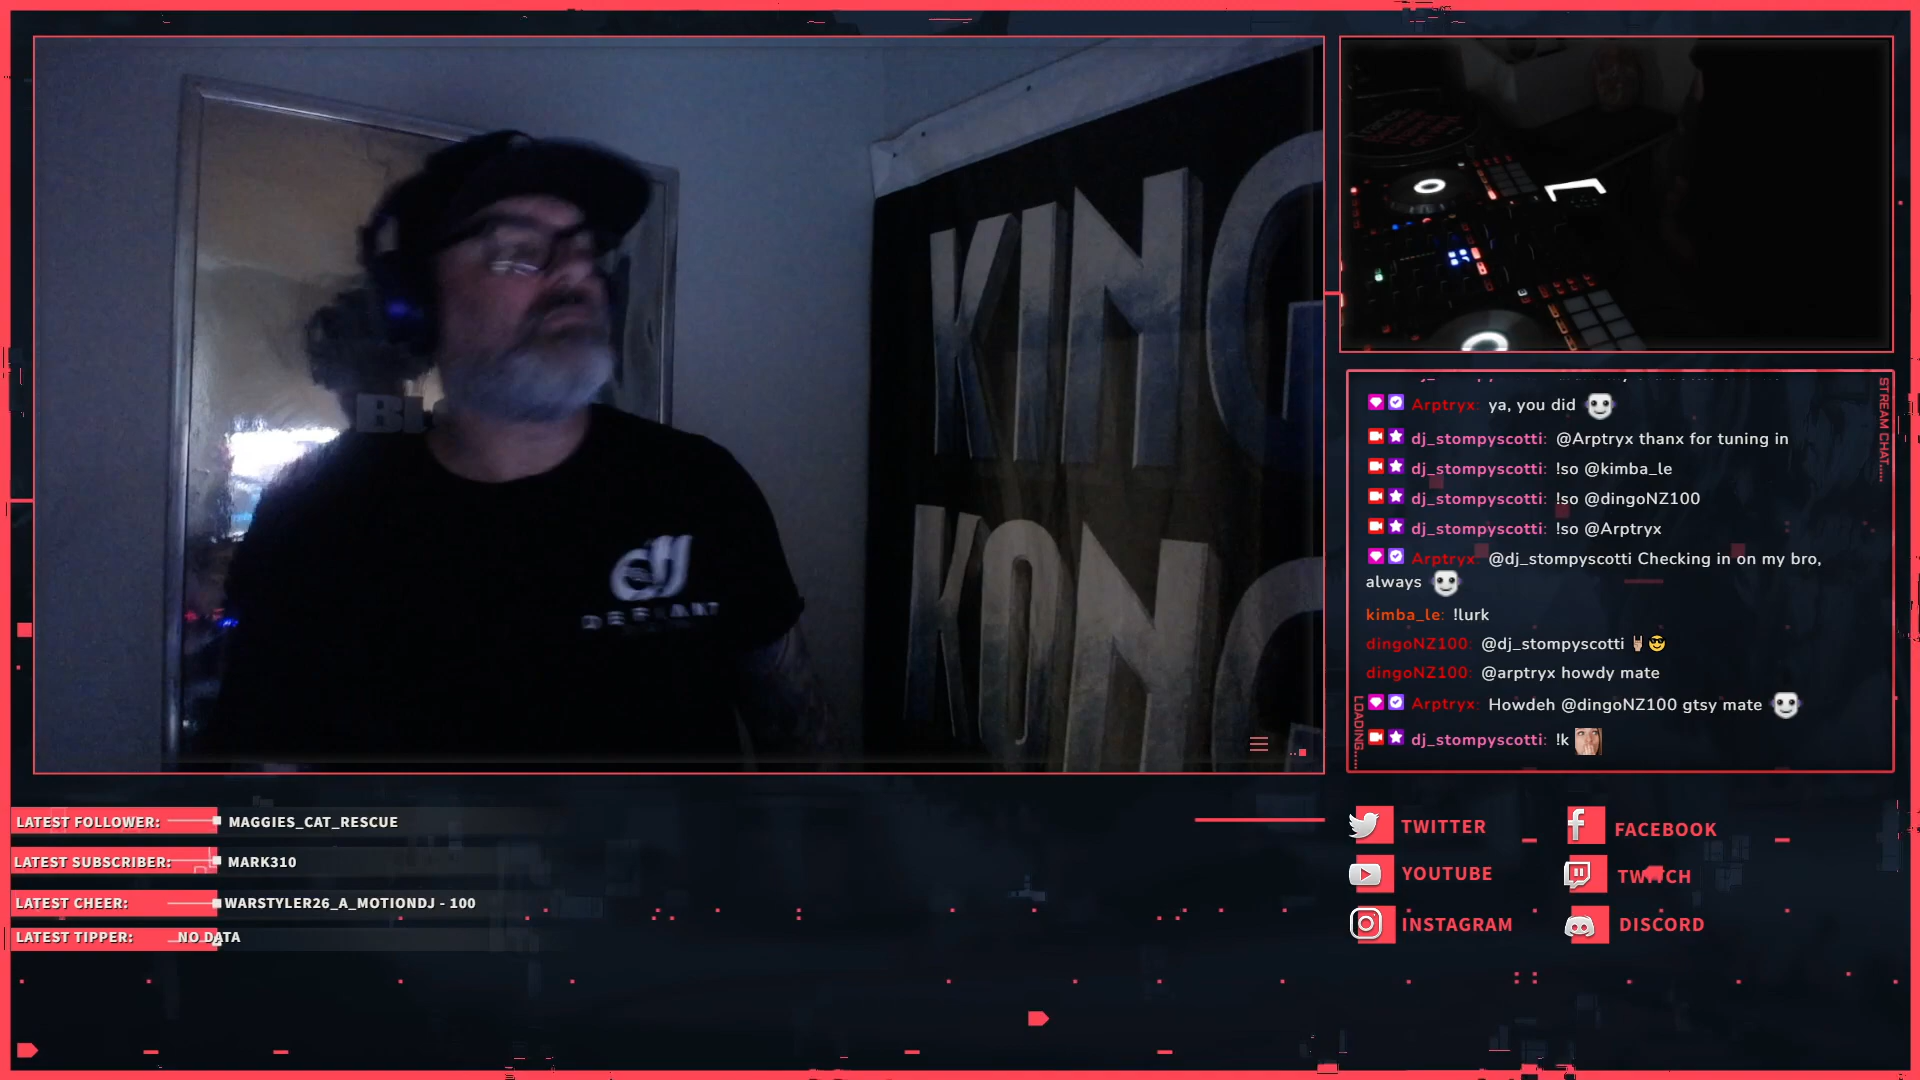 KING
KONG
DEFIANT
STREAM CHAT.....
Arptryx: ya, you did
dj_stompyscotti: @Arptryx thanx for tuning in
dj_stompyscotti: !so @kimba_le
dj_stompyscotti: !so @dingoNZ100
dj_stompyscotti: !so @Arptryx
Arptryx: @dj_stompyscotti Checking in on my bro,
always
kimba_le: !lurk
dingoNZ100: @dj_stompyscotti 🤘😎
dingoNZ100: @arptryx howdy mate
Arptryx: Howdeh @dingoNZ100 gtsy mate
dj_stompyscotti: !k
LOADING.....
LATEST FOLLOWER: MAGGIES_CAT_RESCUE
LATEST SUBSCRIBER: MARK310
LATEST CHEER: WARSTYLER26_A_MOTIONDJ - 100
LATEST TIPPER: NO DATA
TWITTER FACEBOOK
YOUTUBE TWITCH
INSTAGRAM DISCORD